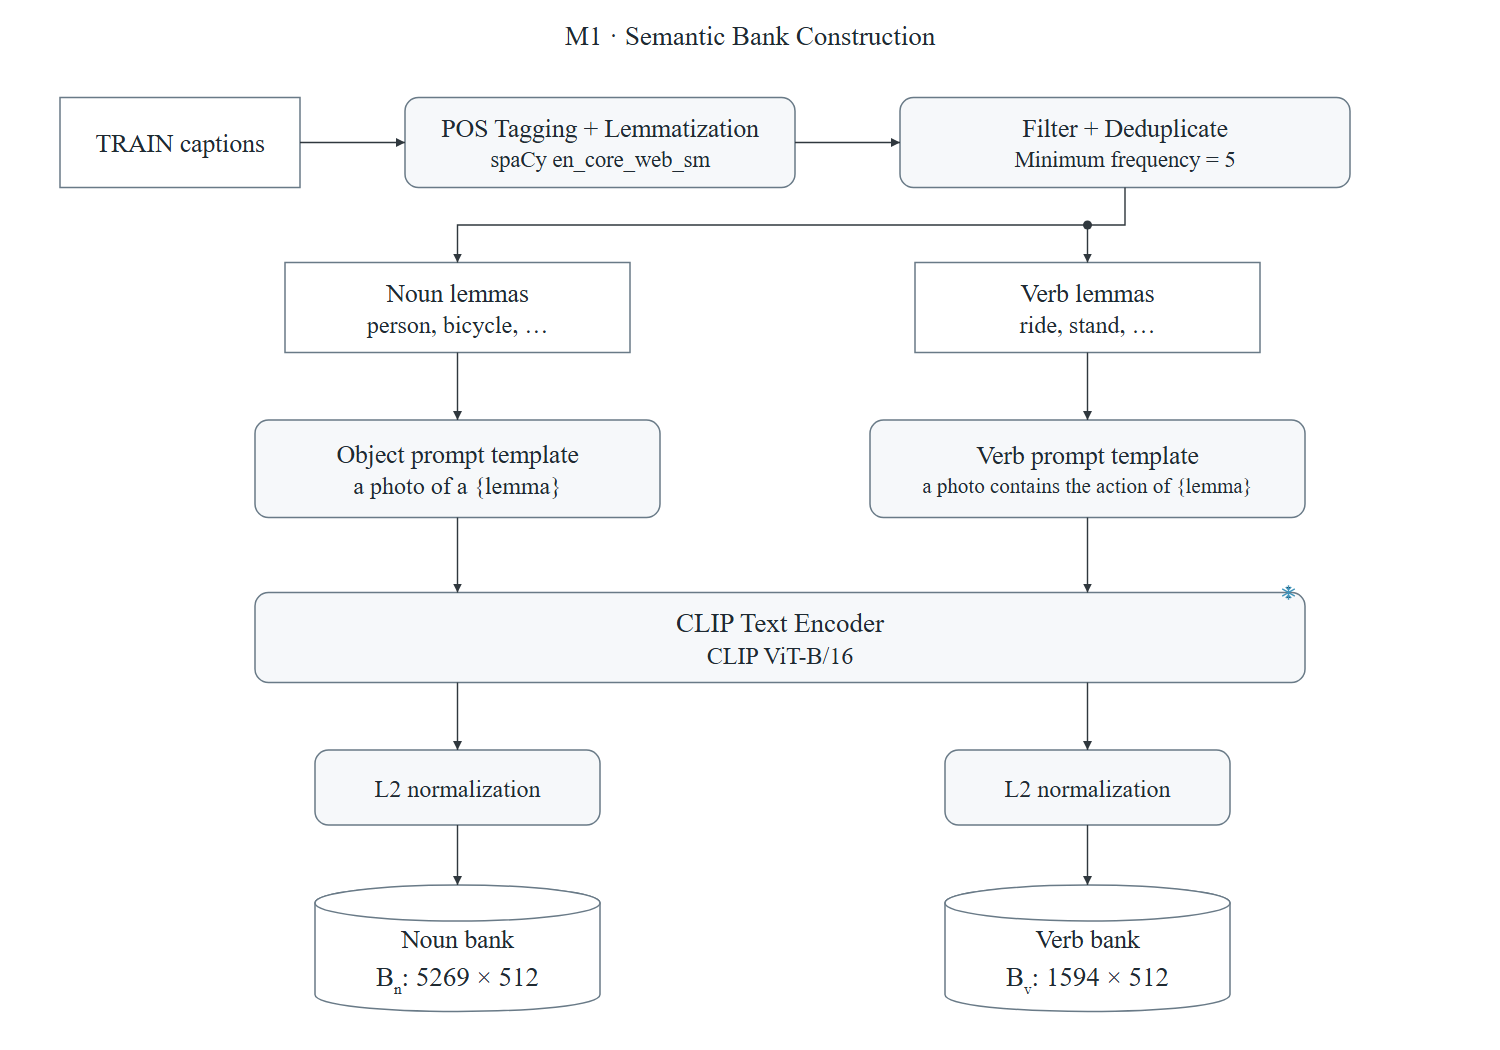 M1 · Semantic Bank Construction
TRAIN captions
POS Tagging + Lemmatization
spaCy en_core_web_sm
Filter + Deduplicate
Minimum frequency = 5
Noun lemmas
person, bicycle, …
Verb lemmas
ride, stand, …
Object prompt template
a photo of a {lemma}
Verb prompt template
a photo contains the action of {lemma}
CLIP Text Encoder
CLIP ViT-B/16
L2 normalization
L2 normalization
Noun bank
Bn: 5269 × 512
Verb bank
Bv: 1594 × 512